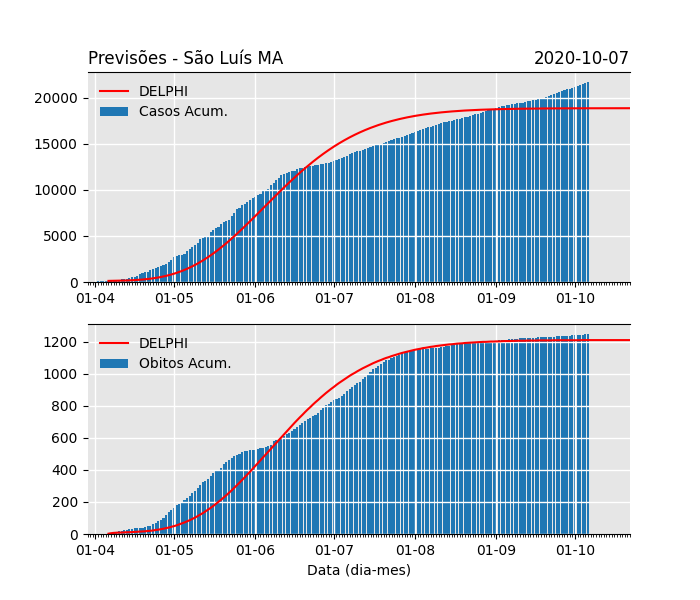 Previsões - São Luís MA 2020-10-07
DELPHI
Casos Acum.
20000
15000
10000
5000
0
01-04 01-05 01-06 01-07 01-08 01-09 01-10
DELPHI
Obitos Acum.
1200
1000
800
600
400
200
0
01-04 01-05 01-06 01-07 01-08 01-09 01-10
Data (dia-mes)